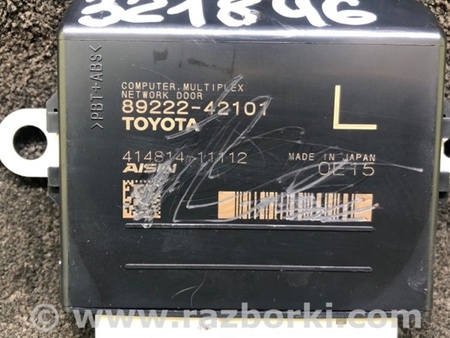 321846
>PBT+ABS<
COMPUTER, MULTIPLEX
NETWORK DOOR
89222-42101
TOYOTA
L
414814-11112
MADE IN JAPAN
AISIN
0E15
© www.razborki.com